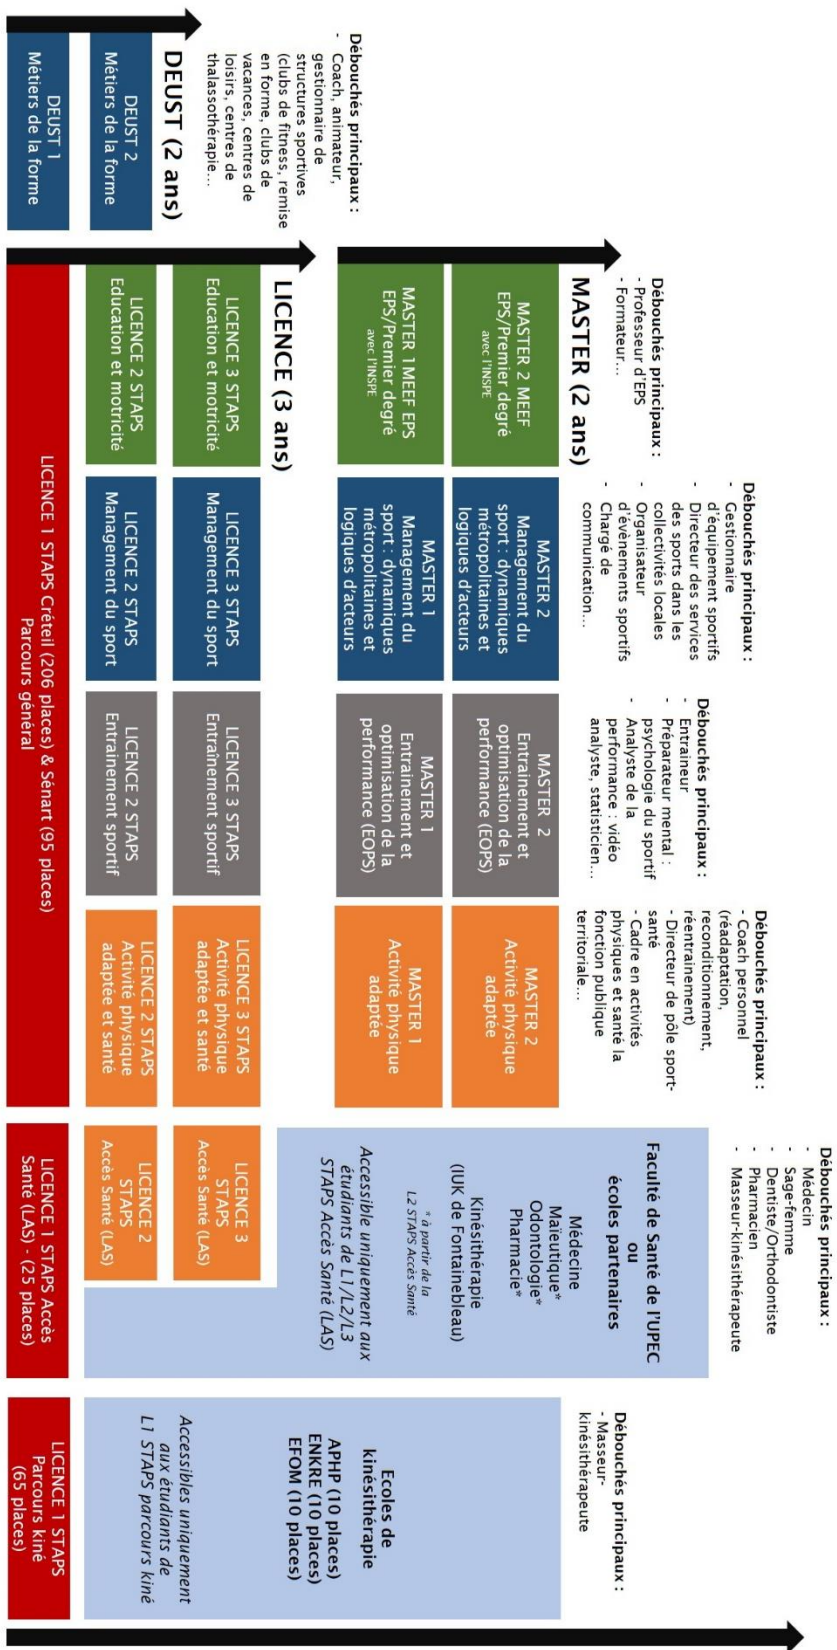 Débouchés principaux :
- Coach, animateur,
gestionnaire de
structures sportives
(clubs de fitness, remise
en forme, clubs de
vacances, centres de
loisirs, centres de
thalassothérapie...
DEUST (2 ans)
DEUST 2
Métiers de la forme
DEUST 1
Métiers de la forme
Débouchés principaux :
- Professeur d'EPS
- Formateur...
MASTER (2 ans)
MASTER 2 MEEF
EPS/Premier degré
avec l'INSPE
MASTER 1MEEF EPS
EPS/Premier degré
avec l'INSPE
LICENCE (3 ans)
LICENCE 3 STAPS
Education et motricité
LICENCE 2 STAPS
Education et motricité
Débouchés principaux :
- Gestionnaire
d'équipement sportifs
- Directeur des services
des sports dans les
collectivités locales
- Organisateur
d'évènements sportifs
- Chargé de
communication...
MASTER 2
Management du
sport : dynamiques
métropolitaines et
logiques d'acteurs
MASTER 1
Management du
sport : dynamiques
métropolitaines et
logiques d'acteurs
LICENCE 3 STAPS
Management du sport
LICENCE 2 STAPS
Management du sport
Débouchés principaux :
- Entraineur
- Préparateur mental :
psychologie du sportif
- Analyste de la
performance : vidéo
analyste, statisticien...
MASTER 2
Entrainement et
optimisation de la
performance (EOPS)
MASTER 1
Entrainement et
optimisation de la
performance (EOPS)
LICENCE 3 STAPS
Entraînement sportif
LICENCE 2 STAPS
Entrainement sportif
Débouchés principaux :
- Coach personnel
(réadaptation,
reconditionnement,
réentrainement)
- Directeur de pôle sport-
santé
- Cadre en activités
physiques et santé la
fonction publique
territoriale...
MASTER 2
Activité physique
adaptée
MASTER 1
Activité physique
adaptée
LICENCE 3 STAPS
Activité physique
adaptée et santé
LICENCE 2 STAPS
Activité physique
adaptée et santé
LICENCE 1 STAPS Créteil (206 places) & Sénart (95 places)
Parcours général
Débouchés principaux :
- Médecin
- Sage-femme
- Dentiste/Orthodontiste
- Pharmacien
- Masseur-kinésithérapeute
Faculté de Santé de l'UPEC
ou
écoles partenaires
Médecine
Maïeutique*
Odontologie*
Pharmacie*
Kinésithérapie
(IUK de Fontainebleau)
* à partir de la
L2 STAPS Accès Santé
Accessible uniquement aux
étudiants de L1/L2/L3
STAPS Accès Santé (LAS)
LICENCE 3
STAPS
Accès Santé (LAS)
LICENCE 2
STAPS
Accès Santé (LAS)
LICENCE 1 STAPS Accès
Santé (LAS) - (25 places)
Débouchés principaux :
- Masseur-
kinésithérapeute
Ecoles de
kinésithérapie
APHP (10 places)
ENKRE (10 places)
EFOM (10 places)
Accessibles uniquement
aux étudiants de
L1 STAPS parcours kiné
LICENCE 1 STAPS
Parcours kiné
(65 places)